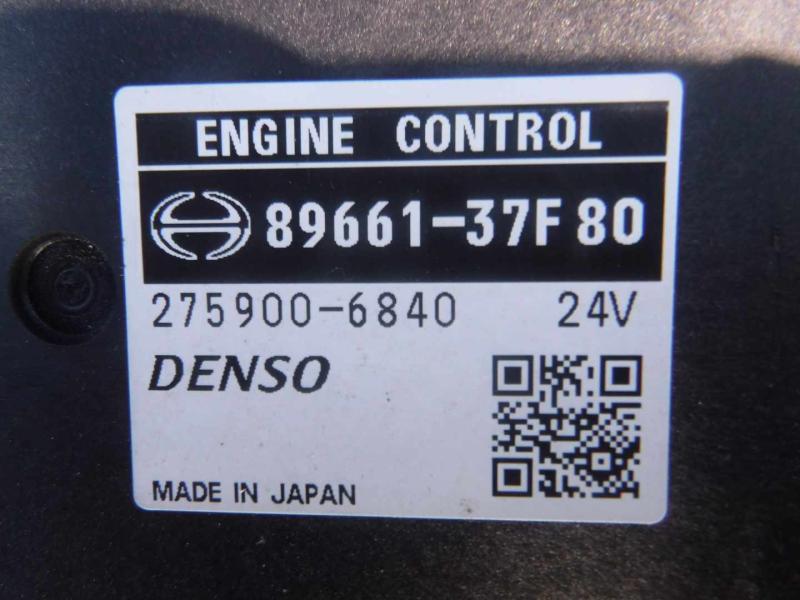 ENGINE CONTROL
89661-37F80
275900-6840 24V
DENSO
MADE IN JAPAN